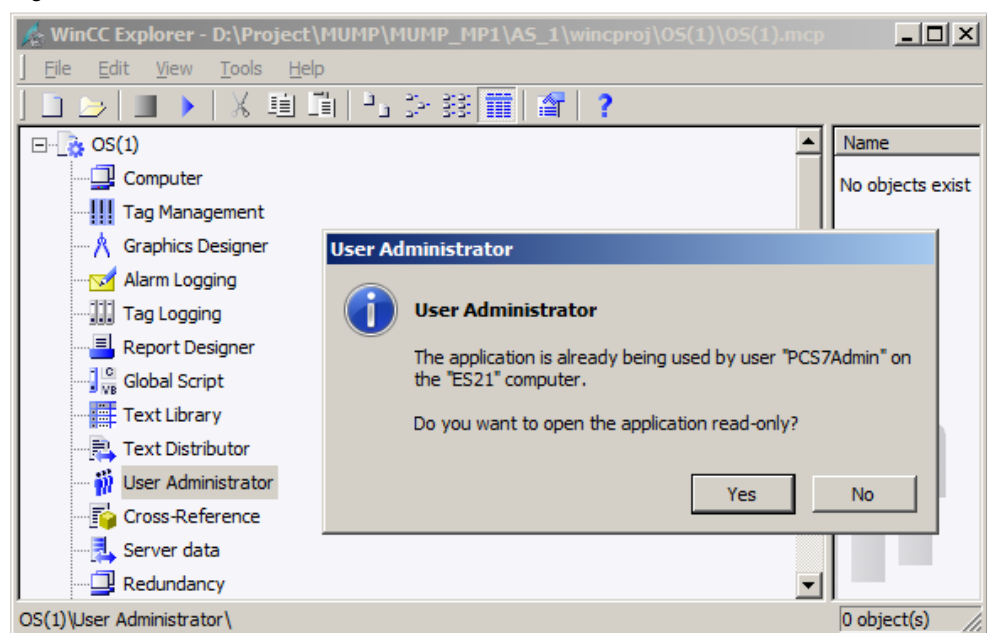 WinCC Explorer - D:\Project\MUMP\MUMP_MP1\AS_1\wincproj\OS(1)\OS(1).mcp
File Edit View Tools Help
OS(1)
Computer
Tag Management
Graphics Designer
Alarm Logging
Tag Logging
Report Designer
Global Script
Text Library
Text Distributor
User Administrator
Cross-Reference
Server data
Redundancy
Name
No objects exist
User Administrator
User Administrator
The application is already being used by user "PCS7Admin" on
the "ES21" computer.
Do you want to open the application read-only?
Yes No
OS(1)\User Administrator\
0 object(s)